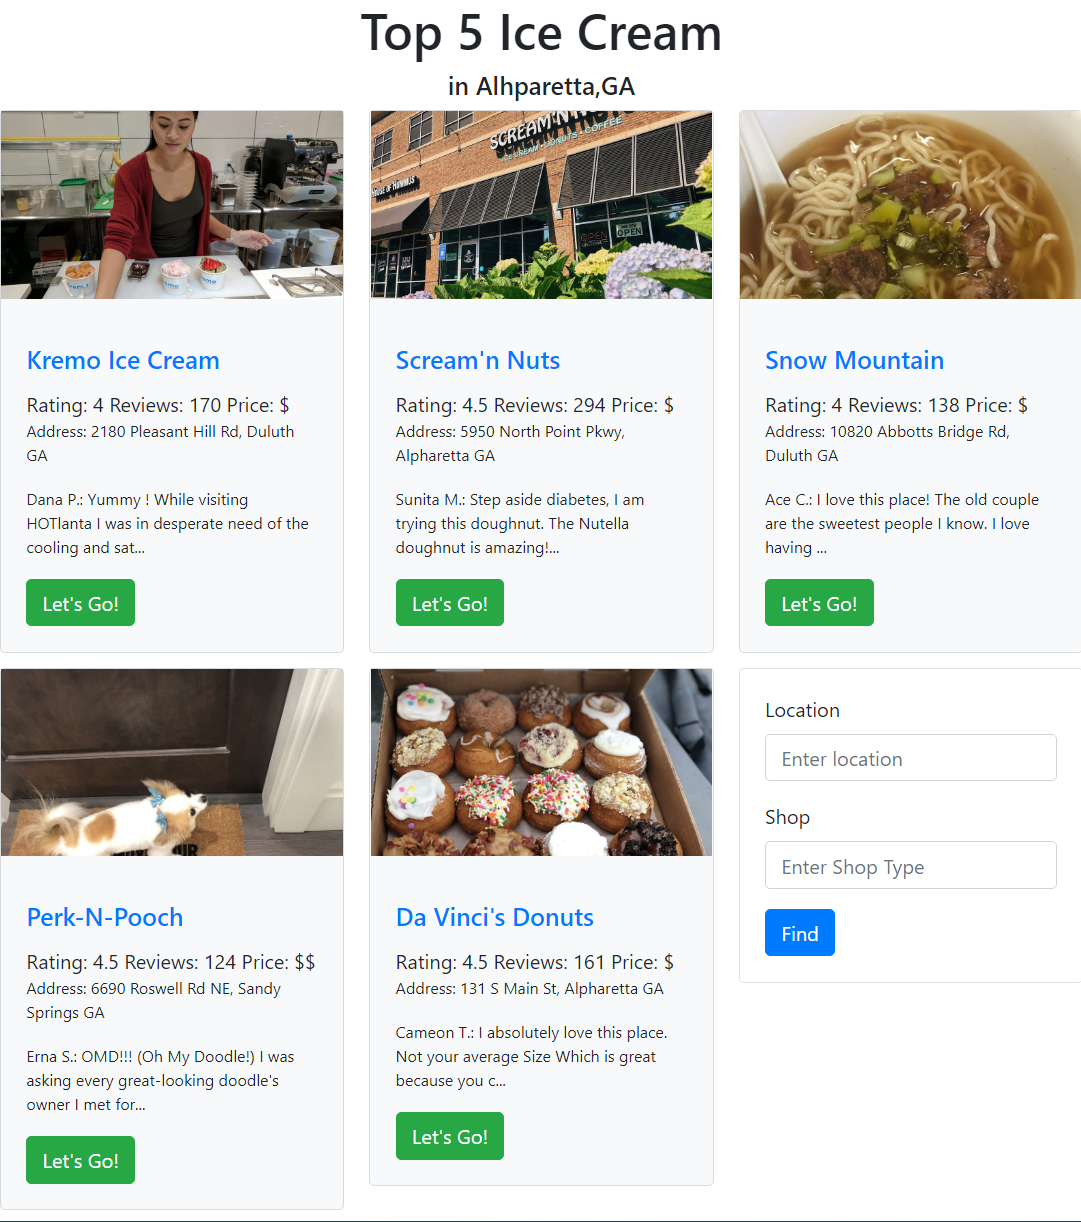 Top 5 Ice Cream
in Alhparetta,GA
Kremo Ice Cream
Rating: 4 Reviews: 170 Price: $
Address: 2180 Pleasant Hill Rd, Duluth
GA
Dana P.: Yummy ! While visiting
HOTlanta I was in desperate need of the
cooling and sat...
Let's Go!
SCREAM'N NUTS
ICE CREAM · DONUTS · COFFEE
HOUSE OF HUMMUS
OPEN
OPEN
Scream'n Nuts
Rating: 4.5 Reviews: 294 Price: $
Address: 5950 North Point Pkwy,
Alpharetta GA
Sunita M.: Step aside diabetes, I am
trying this doughnut. The Nutella
doughnut is amazing!...
Let's Go!
Snow Mountain
Rating: 4 Reviews: 138 Price: $
Address: 10820 Abbotts Bridge Rd,
Duluth GA
Ace C.: I love this place! The old couple
are the sweetest people I know. I love
having ...
Let's Go!
Perk-N-Pooch
Rating: 4.5 Reviews: 124 Price: $$
Address: 6690 Roswell Rd NE, Sandy
Springs GA
Erna S.: OMD!!! (Oh My Doodle!) I was
asking every great-looking doodle's
owner I met for...
Let's Go!
Da Vinci's Donuts
Rating: 4.5 Reviews: 161 Price: $
Address: 131 S Main St, Alpharetta GA
Cameon T.: I absolutely love this place.
Not your average Size Which is great
because you c...
Let's Go!
Location
Enter location
Shop
Enter Shop Type
Find